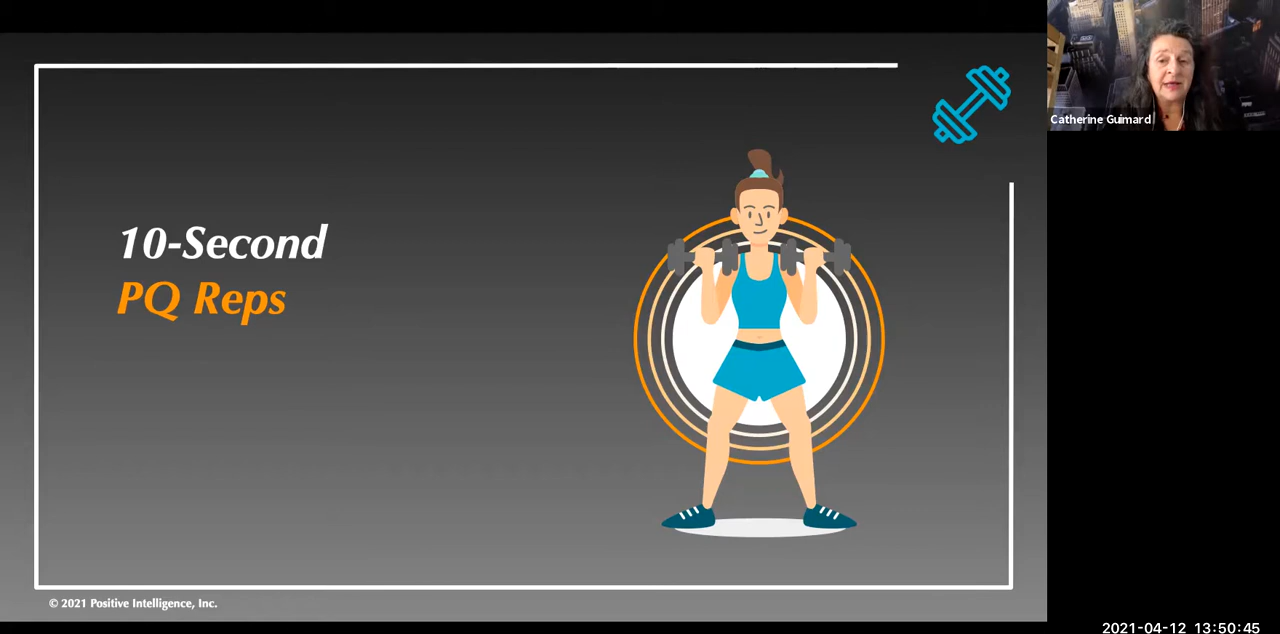 10-Second
PQ Reps
Catherine Guimard
© 2021 Positive Intelligence, Inc.
2021-04-12 13:50:45